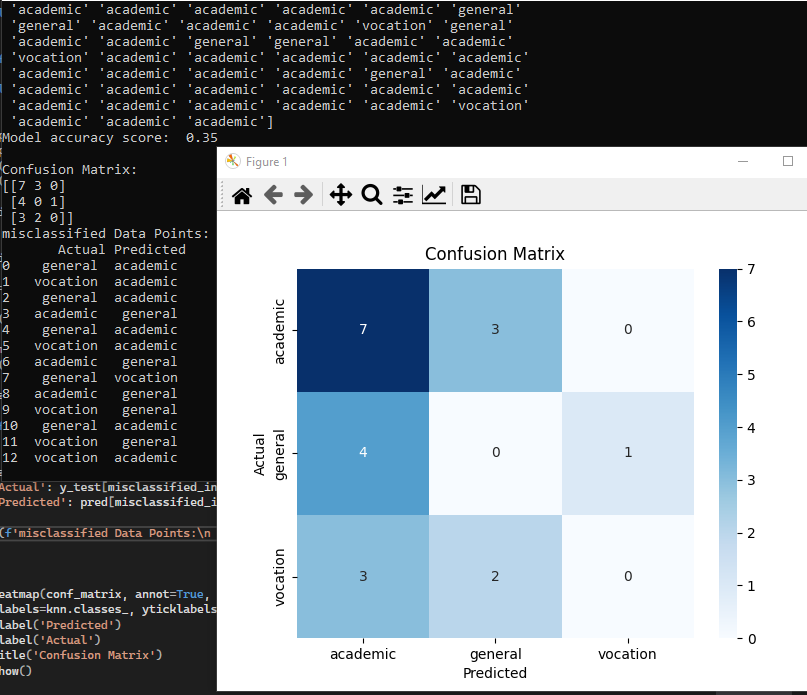 'academic' 'academic' 'academic' 'academic' 'academic' 'general'
'general' 'academic' 'academic' 'academic' 'vocation' 'general'
'academic' 'academic' 'general' 'general' 'academic' 'academic'
'vocation' 'academic' 'academic' 'academic' 'academic' 'academic'
'academic' 'academic' 'academic' 'academic' 'general' 'academic'
'academic' 'academic' 'academic' 'academic' 'academic' 'academic'
'academic' 'academic' 'academic' 'academic' 'academic' 'vocation'
'academic' 'academic' 'academic']
Model accuracy score:  0.35
Confusion Matrix:
[[7 3 0]
[4 0 1]
[3 2 0]]
misclassified Data Points:
Actual Predicted
0 general academic
1 vocation academic
2 general academic
3 academic general
4 general academic
5 vocation academic
6 academic general
7 general vocation
8 academic general
9 vocation general
10 general academic
11 vocation general
12 vocation academic
Actual': y_test[misclassified_in
Predicted': pred[misclassified_i
(f'misclassified Data Points:\n
eatmap(conf_matrix, annot=True,
labels=knn.classes_, yticklabels
label('Predicted')
label('Actual')
itle('Confusion Matrix')
how()
Figure 1
Confusion Matrix
7 3 0
4 0 1
3 2 0
academic
general
vocation
Actual
academic general vocation
Predicted
7
6
5
4
3
2
1
0